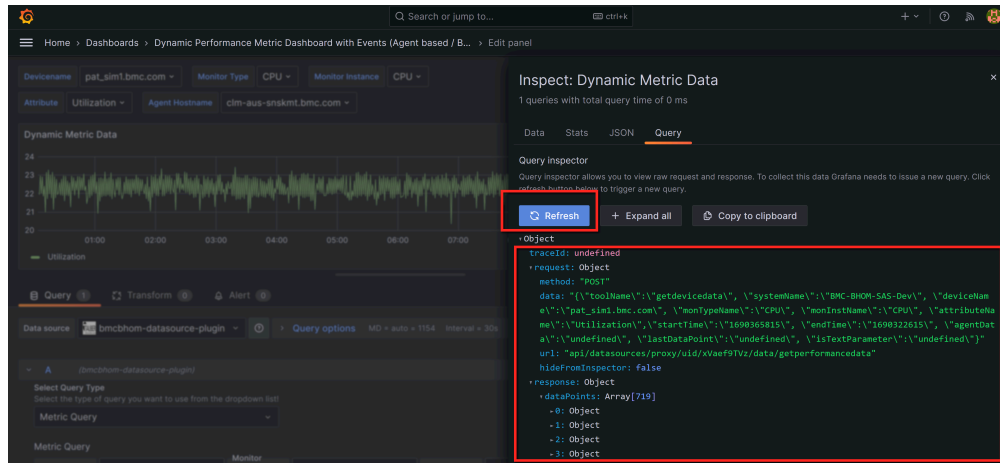 Search or jump to...
ctrl+k
Home › Dashboards › Dynamic Performance Metric Dashboard with Events (Agent based / B... › Edit panel
Devicename pat_sim1.bmc.com Monitor Type CPU Monitor Instance CPU
Attribute Utilization Agent Hostname clm-aus-snskmt.bmc.com
Dynamic Metric Data
24
23
22
21
20
01:00 02:00 03:00 04:00 05:00 06:00 07:00
Utilization
Query 1 Transform 0 Alert 0
Data source bmcbhom-datasource-plugin Query options MD = auto = 1154 Interval = 30s
A (bmcbhom-datasource-plugin)
Select Query Type
Select the type of query you want to use from the dropdown list!
Metric Query
Metric Query
Monitor
Inspect: Dynamic Metric Data
1 queries with total query time of 0 ms
Data Stats JSON Query
Query inspector
Query inspector allows you to view raw request and response. To collect this data Grafana needs to issue a new query. Click
refresh button below to trigger a new query.
Refresh + Expand all Copy to clipboard
Object
traceId: undefined
request: Object
method: "POST"
data: "{\"toolName\":\"getdevicedata\", \"systemName\":\"BMC-BHOM-SAS-Dev\", \"deviceNam
e\":\"pat_sim1.bmc.com\", \"monTypeName\":\"CPU\", \"monInstName\":\"CPU\", \"attributeNa
me\":\"Utilization\",\"startTime\":\"1690365815\", \"endTime\":\"1690322615\", \"agentDat
a\":\"undefined\", \"lastDataPoint\":\"undefined\", \"isTextParameter\":\"undefined\"}"
url: "api/datasources/proxy/uid/xVaef9TVz/data/getperformancedata"
hideFromInspector: false
response: Object
dataPoints: Array[719]
0: Object
1: Object
2: Object
3: Object